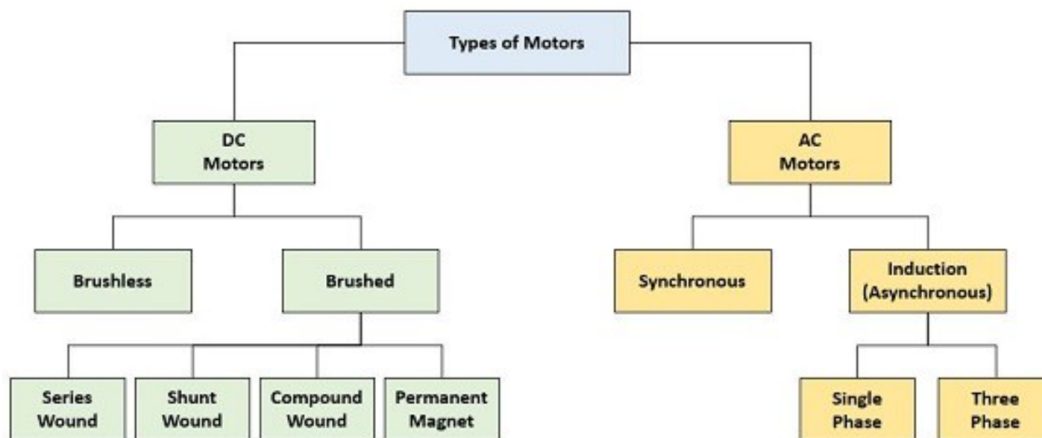 Types of Motors
DC
Motors
AC
Motors
Brushless
Brushed
Synchronous
Induction
(Asynchronous)
Series
Wound
Shunt
Wound
Compound
Wound
Permanent
Magnet
Single
Phase
Three
Phase